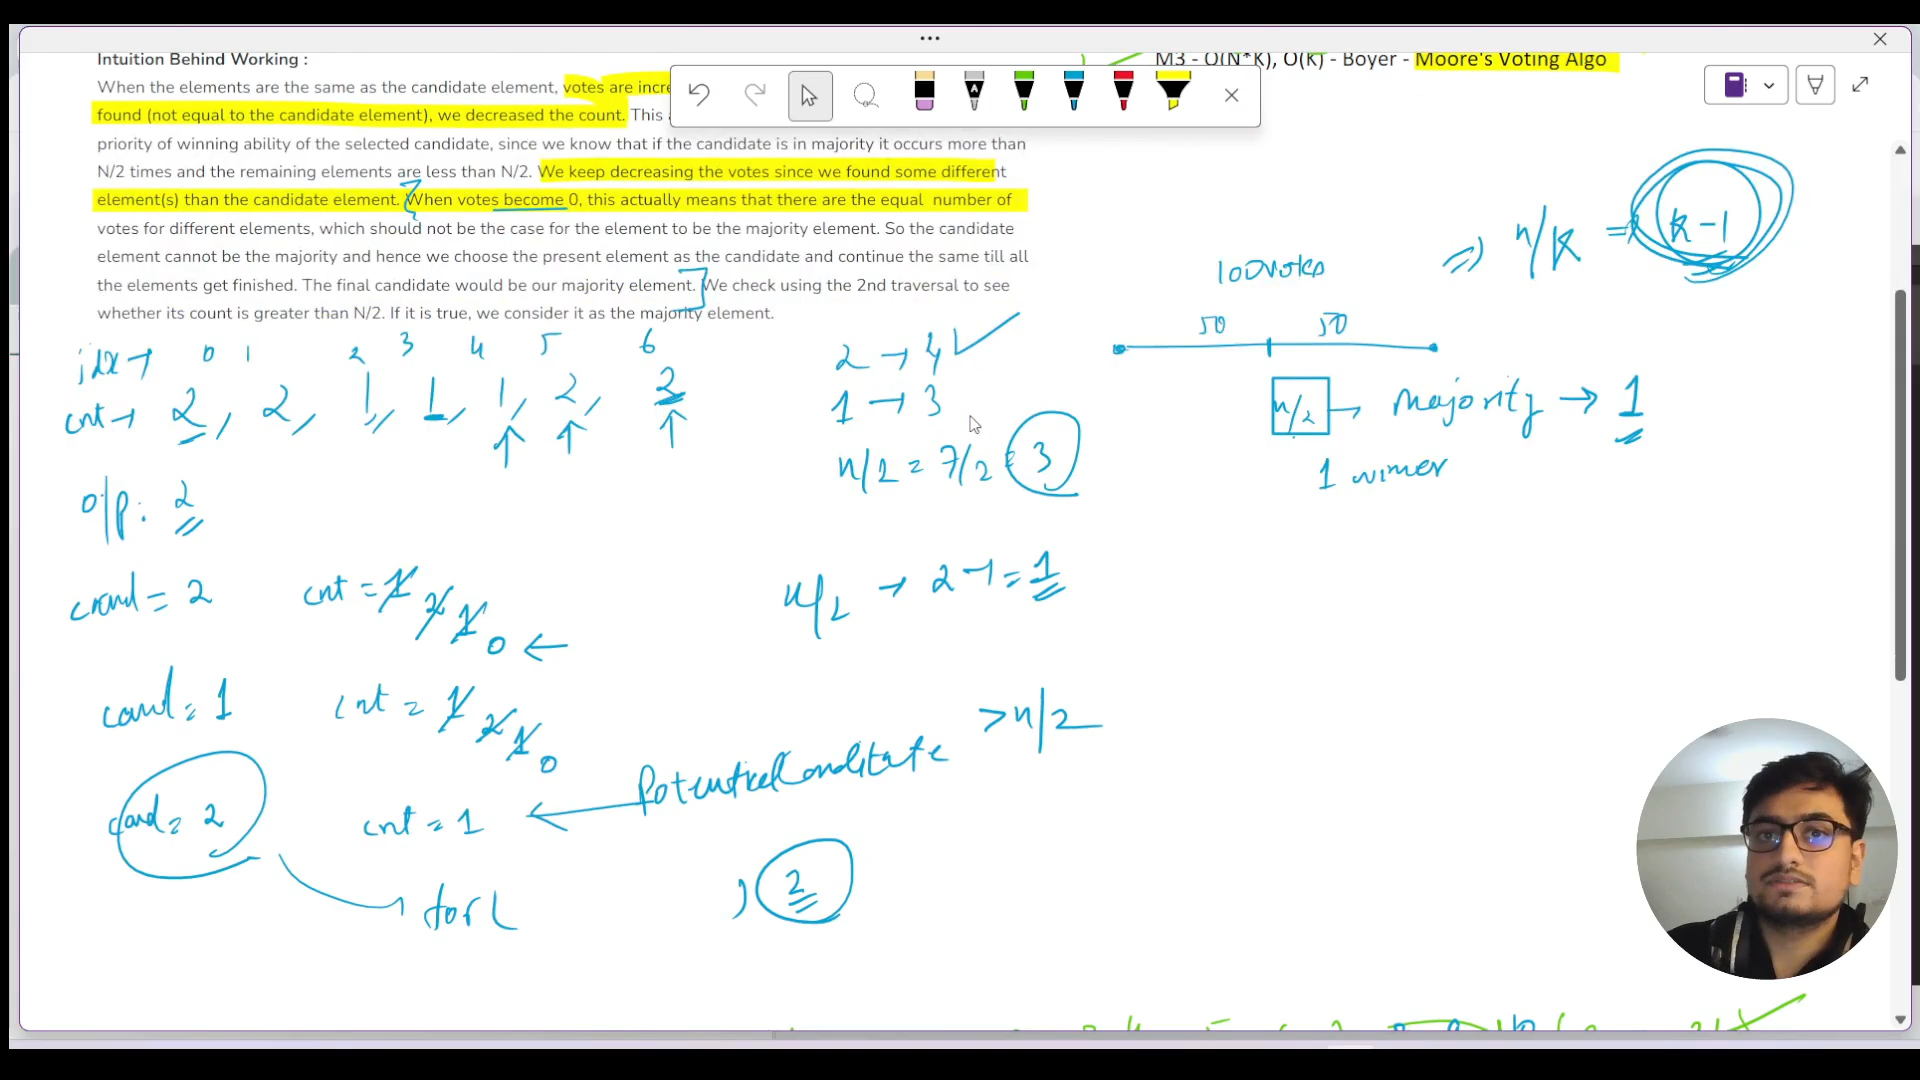 Intuition Behind Working :
When the elements are the same as the candidate element, votes are incre
found (not equal to the candidate element), we decreased the count. This
priority of winning ability of the selected candidate, since we know that if the candidate is in majority it occurs more than
N/2 times and the remaining elements are less than N/2. We keep decreasing the votes since we found some different
element(s) than the candidate element. When votes become 0, this actually means that there are the equal number of
votes for different elements, which should not be the case for the element to be the majority element. So the candidate
element cannot be the majority and hence we choose the present element as the candidate and continue the same till all
the elements get finished. The final candidate would be our majority element. We check using the 2nd traversal to see
whether its count is greater than N/2. If it is true, we consider it as the majority element.
M3 - O(N*K), O(K) - Boyer - Moore's Voting Algo
=> n/K => K-1
100 votes
50 50
n/2 → majority → 1
1 winner
idx → 0 1 2 3 4 5 6
cnt → 2, 2, 1, 1, 1, 2, 2
2 → 4
1 → 3
n/2 = 7/2 = 3
o/p: 2
cand = 2 cnt = 1 2 1 0 ←
n/2 → 2-1 = 1
cand = 1 cnt = 1 2 1 0
> n/2
Potential Canditate
cand = 2 cnt = 1
2